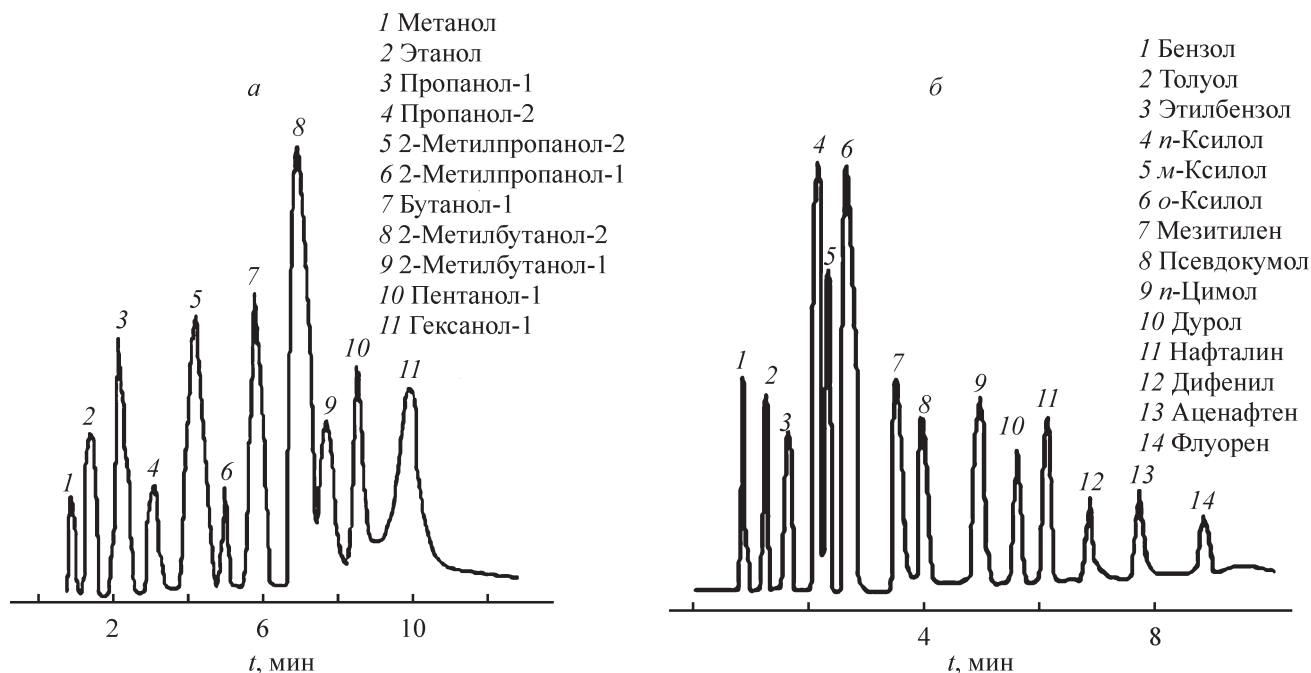 а
1 Метанол
2 Этанол
3 Пропанол-1
4 Пропанол-2
5 2-Метилпропанол-2
6 2-Метилпропанол-1
7 Бутанол-1
8 2-Метилбутанол-2
9 2-Метилбутанол-1
10 Пентанол-1
11 Гексанол-1
1
2
3
4
5
6
7
8
9
10
11
2 6 10
t, мин
б
1 Бензол
2 Толуол
3 Этилбензол
4 п-Ксилол
5 м-Ксилол
6 о-Ксилол
7 Мезитилен
8 Псевдокумол
9 п-Цимол
10 Дурол
11 Нафталин
12 Дифенил
13 Аценафтен
14 Флуорен
1
2
3
4
5
6
7
8
9
10
11
12
13
14
4 8
t, мин